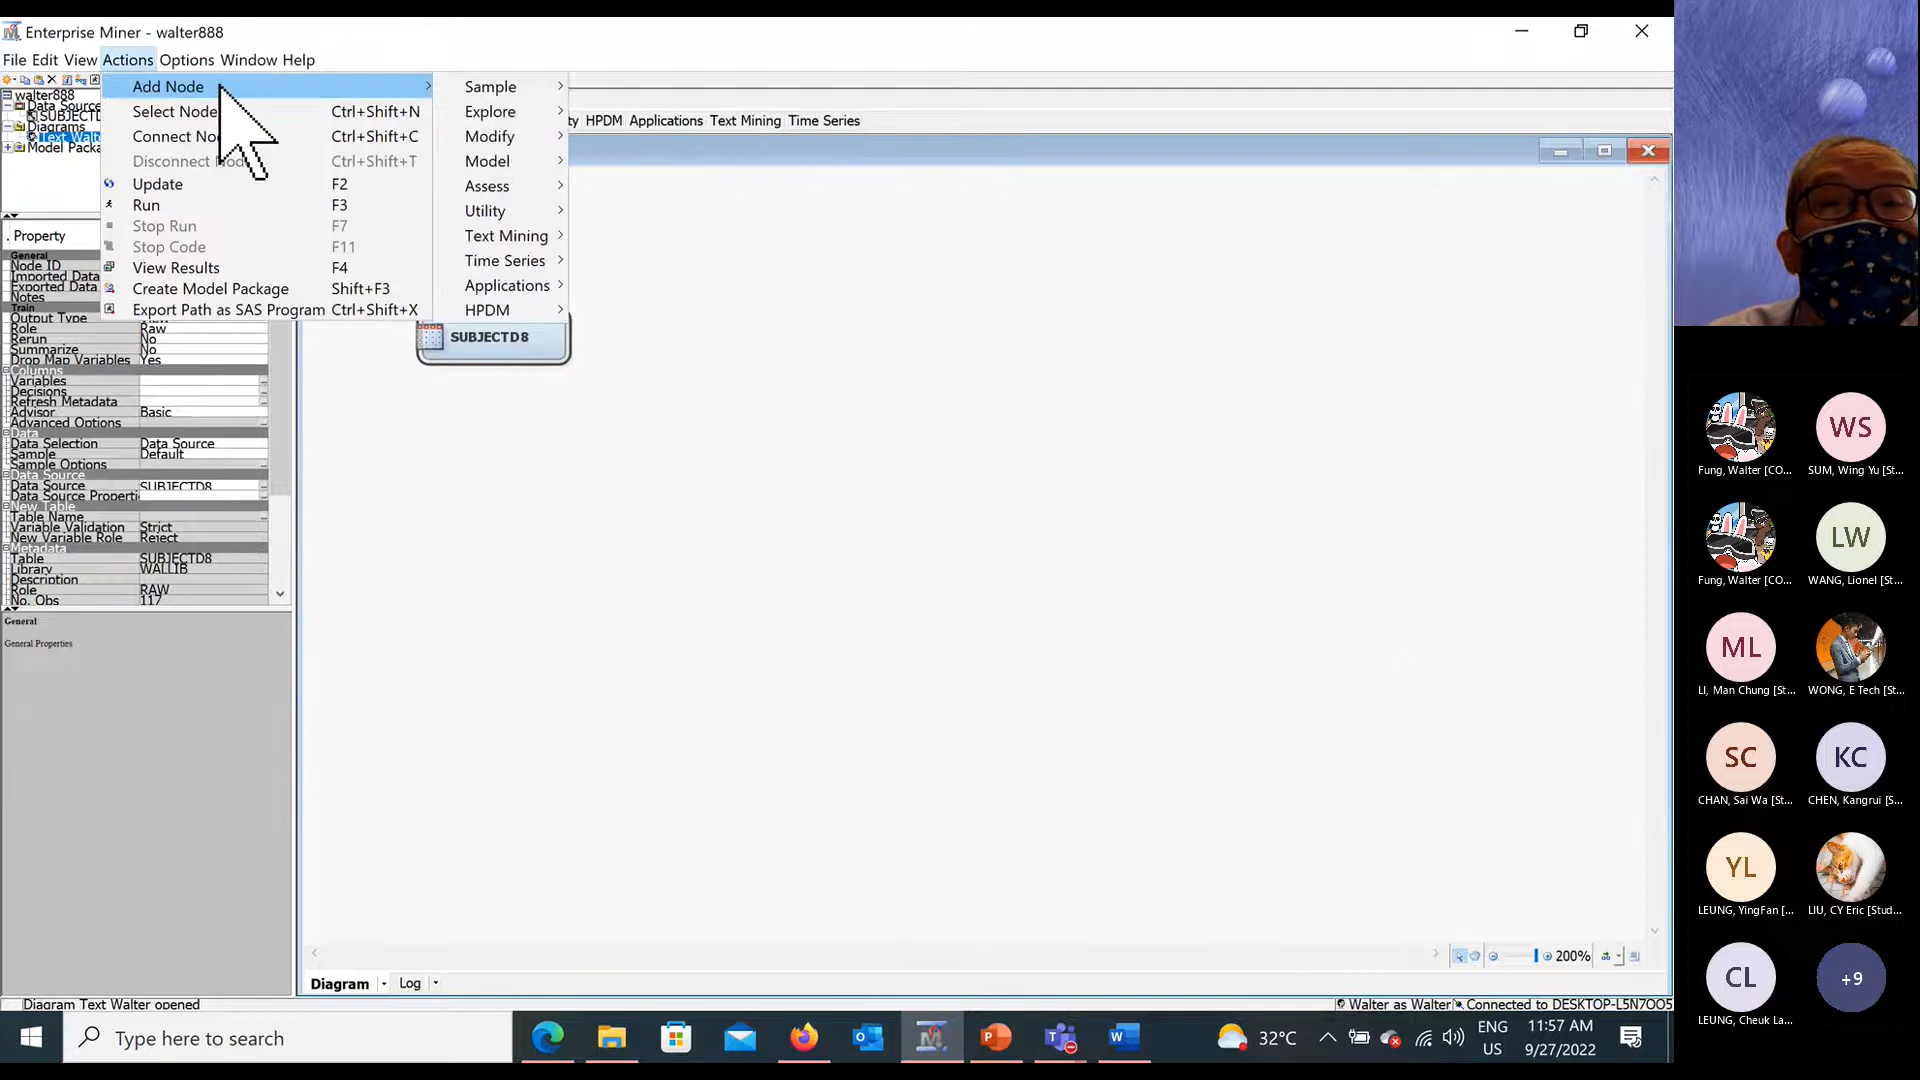 Enterprise Miner - walter888
File Edit View Actions Options Window Help
walter888
Data Source
SUBJECTD
Diagrams
Text Walt
Model Packa
Add Node
Select Node Ctrl+Shift+N
Connect No Ctrl+Shift+C
Disconnect Ctrl+Shift+T
Update F2
Run F3
Stop Run F7
Stop Code F11
View Results F4
Create Model Package Shift+F3
Export Path as SAS Program Ctrl+Shift+X
Sample
Explore
Modify
Model
Assess
Utility
Text Mining
Time Series
Applications
HPDM
ty HPDM Applications Text Mining Time Series
SUBJECTD8
. Property
General
Node ID
Imported Data
Exported Data
Notes
Train
Output Type
Role Raw
Rerun No
Summarize No
Drop Map Variables Yes
Columns
Variables
Decisions
Refresh Metadata
Advisor Basic
Advanced Options
Data
Data Selection Data Source
Sample Default
Sample Options
Data Source
Data Source SUBJECTD8
Data Source Properti
New Table
Table Name
Variable Validation Strict
New Variable Role Reject
Metadata
Table SUBJECTD8
Library WALLIB
Description
Role RAW
No. Obs 117
General
General Properties
200%
Diagram Log
Diagram Text Walter opened
Walter as Walter Connected to DESKTOP-L5N7OO5
Type here to search
32°C
ENG
US
11:57 AM
9/27/2022
Fung, Walter [CO...
WS
SUM, Wing Yu [St...
Fung, Walter [CO...
LW
WANG, Lionel [St...
ML
LI, Man Chung [St...
WONG, E Tech [St...
SC
CHAN, Sai Wa [St...
KC
CHEN, Kangrui [S...
YL
LEUNG, YingFan [...
LIU, CY Eric [Stud...
CL
LEUNG, Cheuk La...
+9